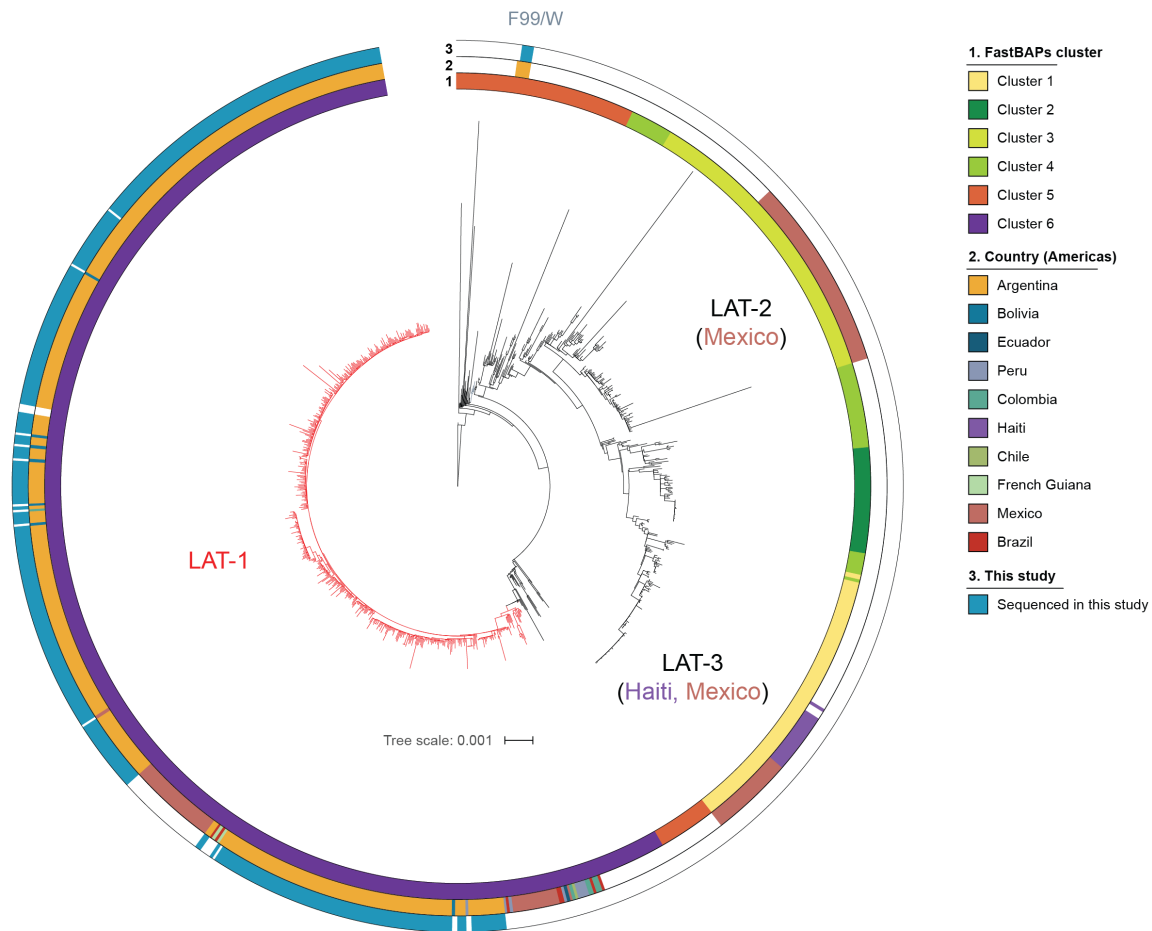 F99/W
3
2
1
LAT-2
(Mexico)
LAT-1
LAT-3
(Haiti, Mexico)
Tree scale: 0.001
1. FastBAPs cluster
Cluster 1
Cluster 2
Cluster 3
Cluster 4
Cluster 5
Cluster 6
2. Country (Americas)
Argentina
Bolivia
Ecuador
Peru
Colombia
Haiti
Chile
French Guiana
Mexico
Brazil
3. This study
Sequenced in this study